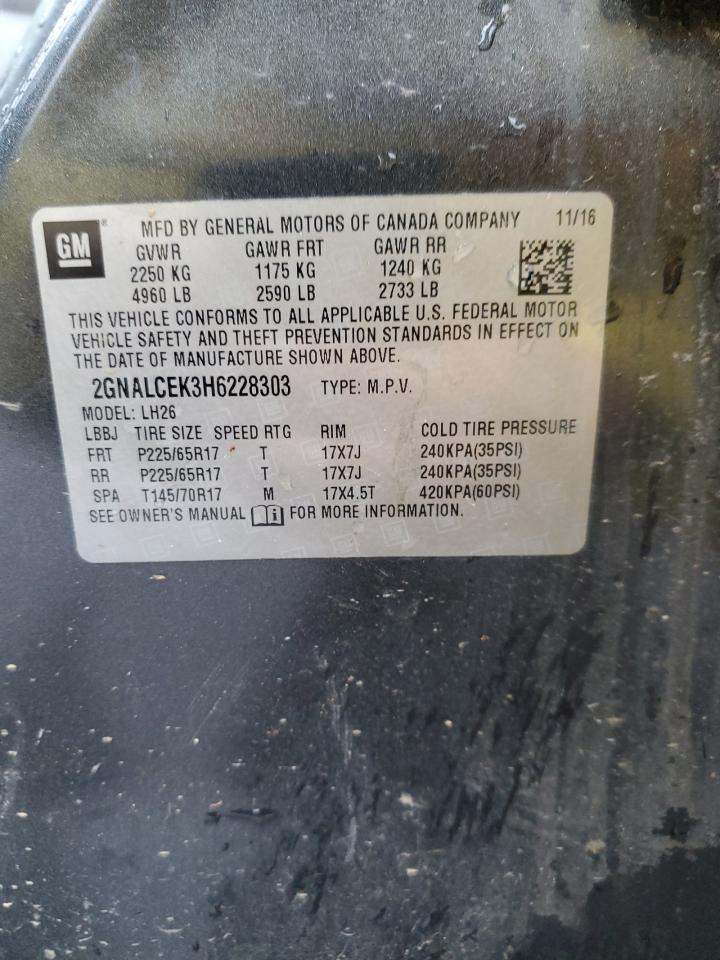 GM ® MFD BY GENERAL MOTORS OF CANADA COMPANY 11/16
GVWR GAWR FRT GAWR RR
2250 KG 1175 KG 1240 KG
4960 LB 2590 LB 2733 LB
THIS VEHICLE CONFORMS TO ALL APPLICABLE U.S. FEDERAL MOTOR
VEHICLE SAFETY AND THEFT PREVENTION STANDARDS IN EFFECT ON
THE DATE OF MANUFACTURE SHOWN ABOVE.
2GNALCEK3H6228303 TYPE: M.P.V.
MODEL: LH26
LBBJ TIRE SIZE SPEED RTG RIM COLD TIRE PRESSURE
FRT P225/65R17 T 17X7J 240KPA(35PSI)
RR P225/65R17 T 17X7J 240KPA(35PSI)
SPA T145/70R17 M 17X4.5T 420KPA(60PSI)
SEE OWNER'S MANUAL i FOR MORE INFORMATION.